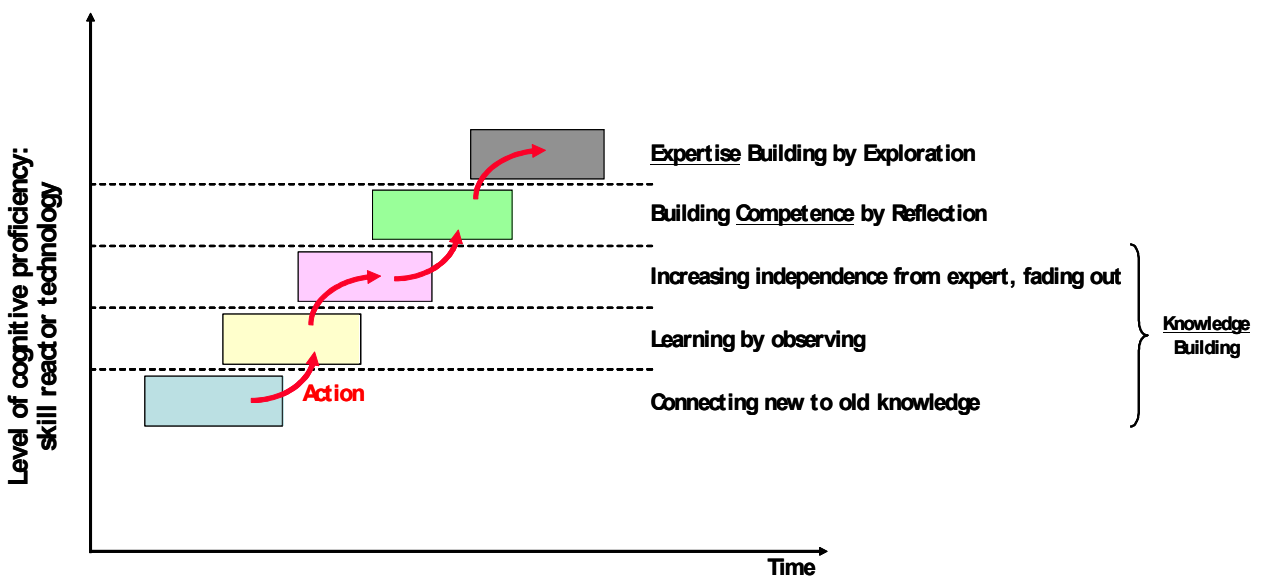 Level of cognitive proficiency:
skill reactor technology
Expertise Building by Exploration
Building Competence by Reflection
Increasing independence from expert, fading out
Learning by observing
Action
Connecting new to old knowledge
Knowledge
Building
Time